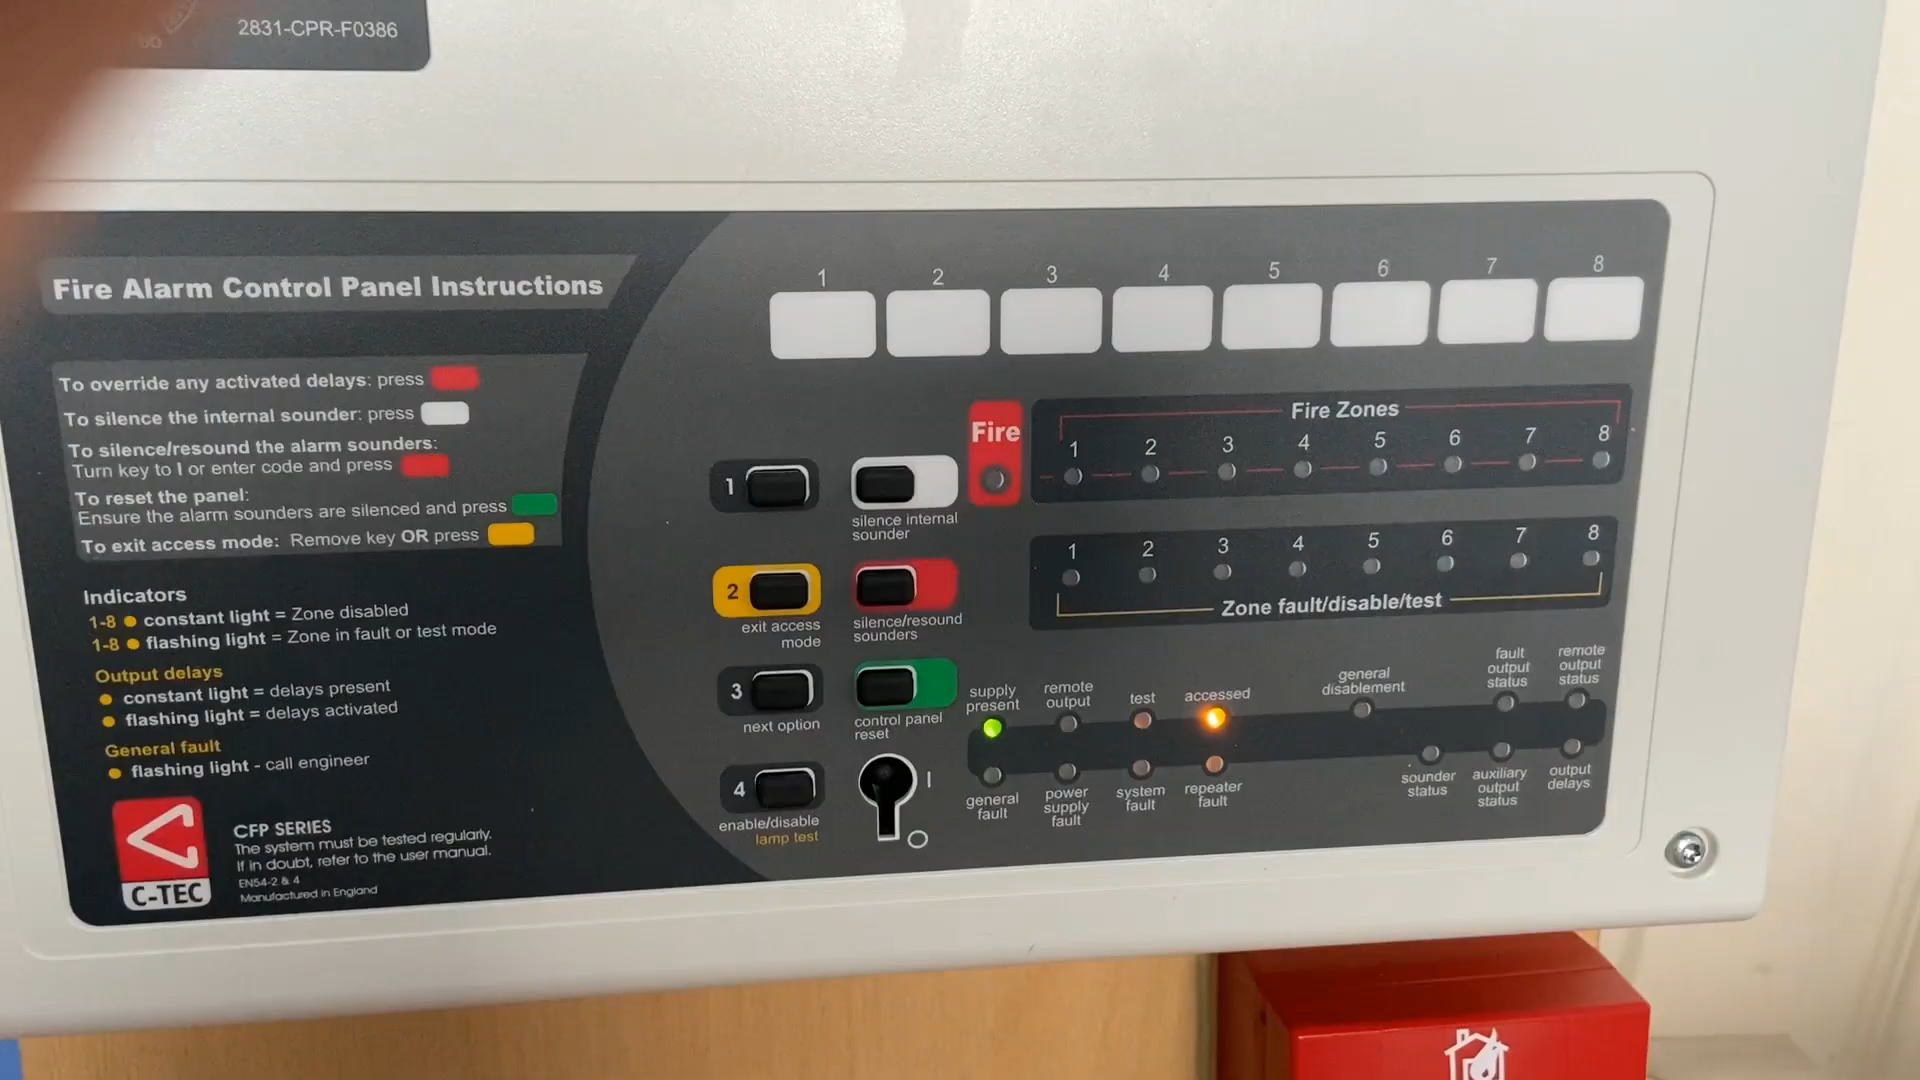 2831-CPR-F0386
Fire Alarm Control Panel Instructions
To override any activated delays: press
To silence the internal sounder: press
To silence/resound the alarm sounders:
Turn key to I or enter code and press
To reset the panel:
Ensure the alarm sounders are silenced and press
To exit access mode: Remove key OR press
Indicators
1-8 constant light = Zone disabled
1-8 flashing light = Zone in fault or test mode
Output delays
constant light = delays present
flashing light = delays activated
General fault
flashing light - call engineer
C-TEC
CFP SERIES
The system must be tested regularly.
If in doubt, refer to the user manual.
EN54-2 & 4
Manufactured in England
1 2 3 4 5 6 7 8
Fire
Fire Zones
1 2 3 4 5 6 7 8
1 2 3 4 5 6 7 8
Zone fault/disable/test
1
silence internal
sounder
2
exit access
mode
silence/resound
sounders
3
next option
control panel
reset
4
enable/disable
lamp test
I
O
supply
present
remote
output
test
accessed
general
disablement
fault
output
status
remote
output
status
general
fault
power
supply
fault
system
fault
repeater
fault
sounder
status
auxiliary
output
status
output
delays